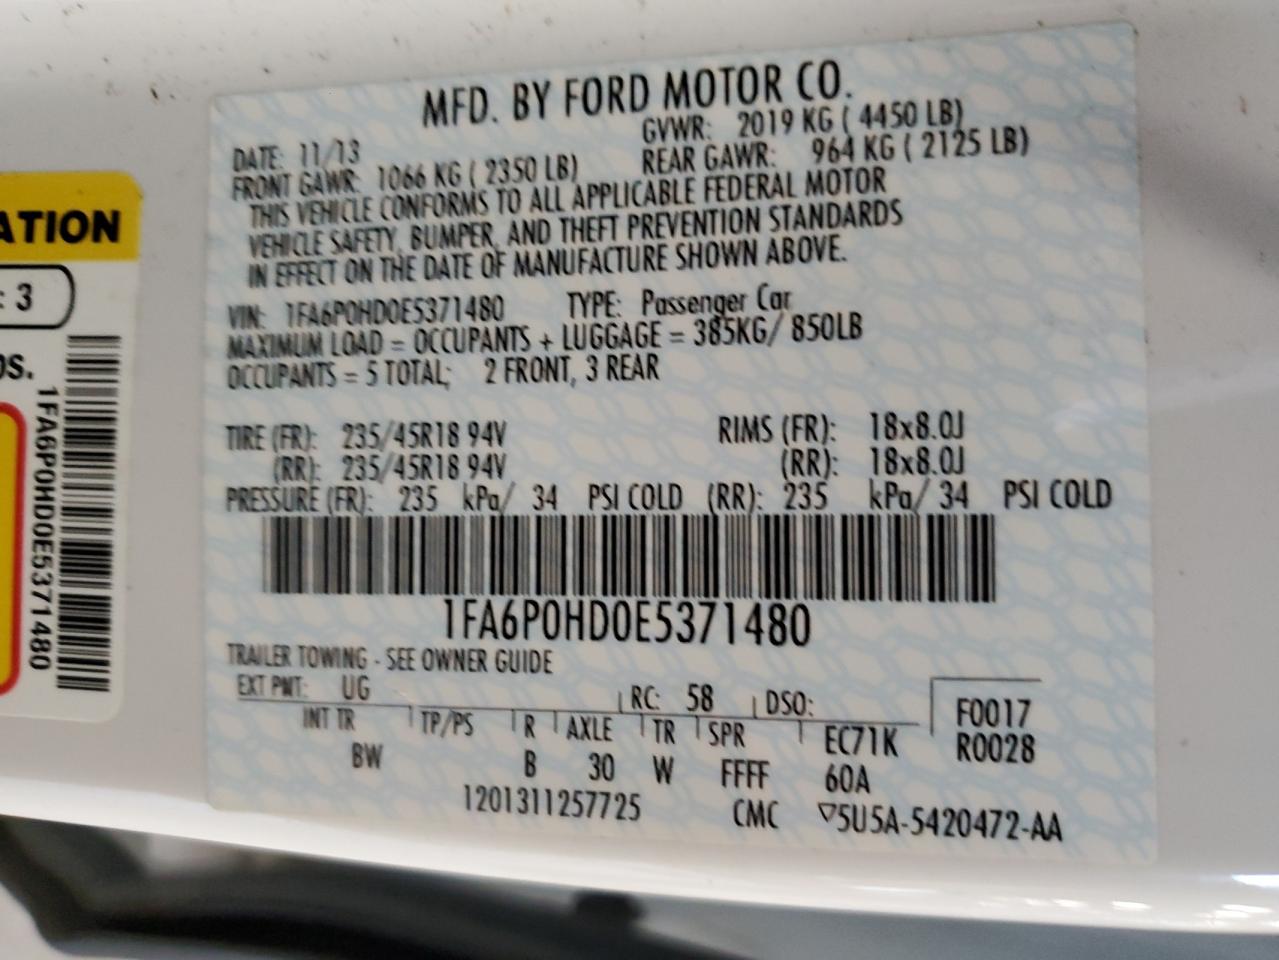 MFD. BY FORD MOTOR CO.
DATE: 11/13 GVWR: 2019 KG ( 4450 LB)
FRONT GAWR: 1066 KG ( 2350 LB) REAR GAWR: 964 KG ( 2125 LB)
THIS VEHICLE CONFORMS TO ALL APPLICABLE FEDERAL MOTOR
VEHICLE SAFETY, BUMPER, AND THEFT PREVENTION STANDARDS
IN EFFECT ON THE DATE OF MANUFACTURE SHOWN ABOVE.
VIN: 1FA6P0HD0E5371480 TYPE: Passenger Car
MAXIMUM LOAD = OCCUPANTS + LUGGAGE = 385KG/ 850LB
OCCUPANTS = 5 TOTAL; 2 FRONT, 3 REAR
TIRE (FR): 235/45R18 94V RIMS (FR): 18x8.0J
(RR): 235/45R18 94V (RR): 18x8.0J
PRESSURE (FR): 235 kPa/ 34 PSI COLD (RR): 235 kPa/ 34 PSI COLD
1FA6P0HD0E5371480
TRAILER TOWING - SEE OWNER GUIDE
EXT PNT: UG RC: 58 DSO: F0017
INT TR TP/PS R AXLE TR SPR EC71K R0028
BW B 30 W FFFF 60A
1201311257725 CMC ▽5U5A-5420472-AA
ATION
: 3
OS.
1FA6P0HD0E5371480